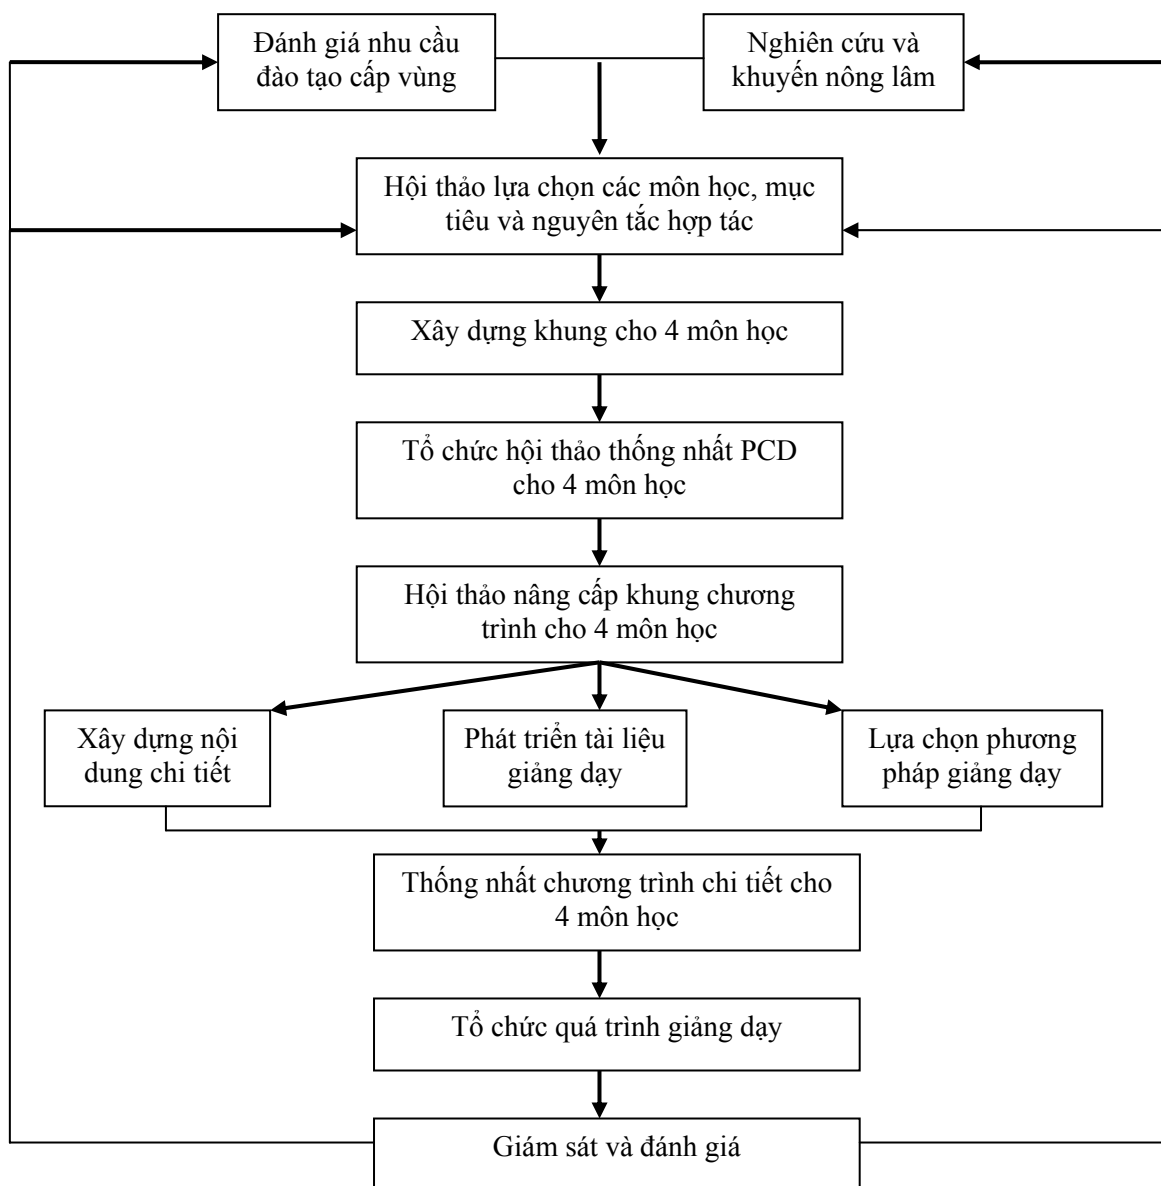 Đánh giá nhu cầu
đào tạo cấp vùng
Nghiên cứu và
khuyến nông lâm
Hội thảo lựa chọn các môn học, mục
tiêu và nguyên tắc hợp tác
Xây dựng khung cho 4 môn học
Tổ chức hội thảo thống nhất PCD
cho 4 môn học
Hội thảo nâng cấp khung chương
trình cho 4 môn học
Xây dựng nội
dung chi tiết
Phát triển tài liệu
giảng dạy
Lựa chọn phương
pháp giảng dạy
Thống nhất chương trình chi tiết cho
4 môn học
Tổ chức quá trình giảng dạy
Giám sát và đánh giá